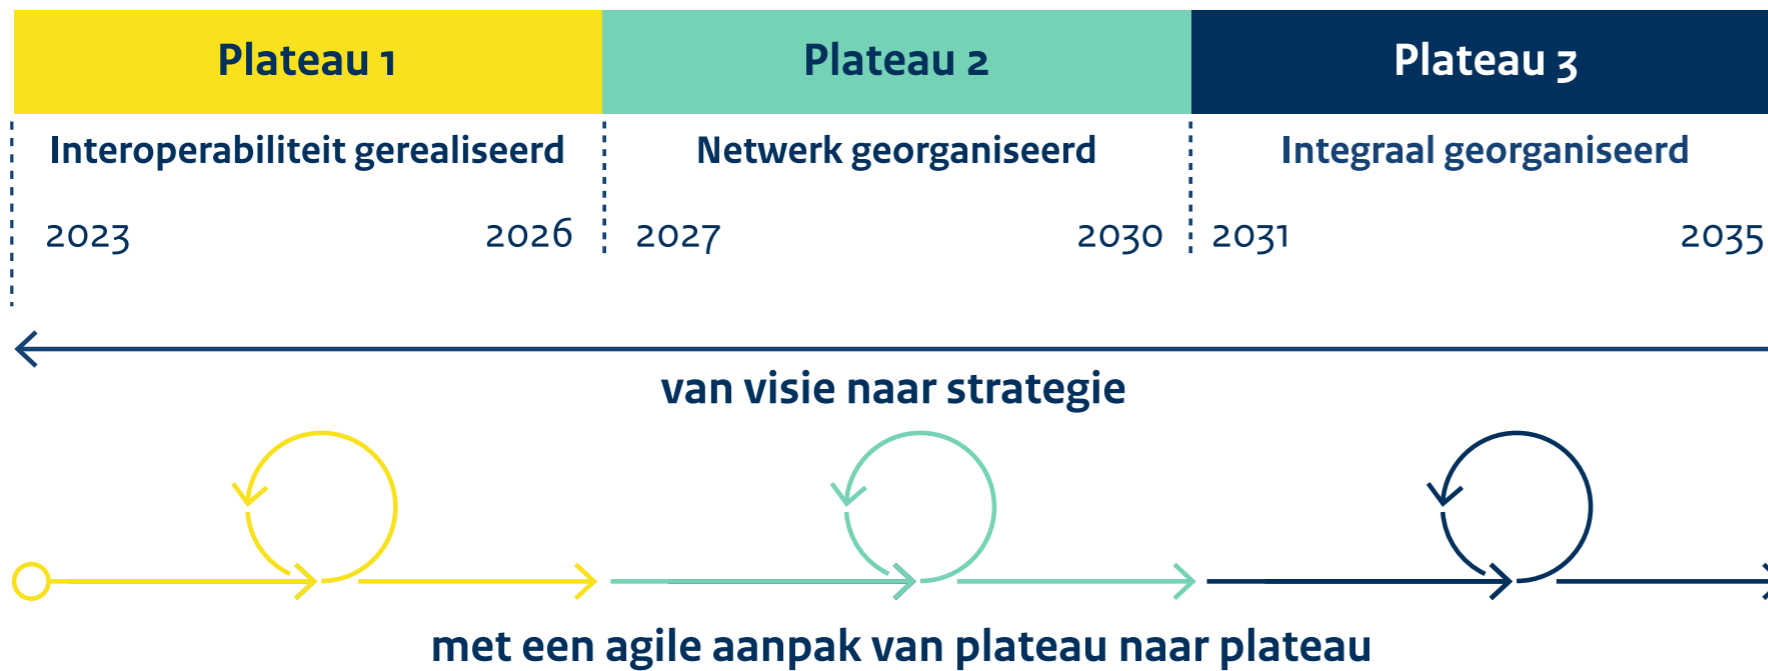 Plateau 1 Plateau 2 Plateau 3
Interoperabiliteit gerealiseerd Netwerk georganiseerd Integraal georganiseerd
2023 2026 2027 2030 2031 2035
van visie naar strategie
met een agile aanpak van plateau naar plateau